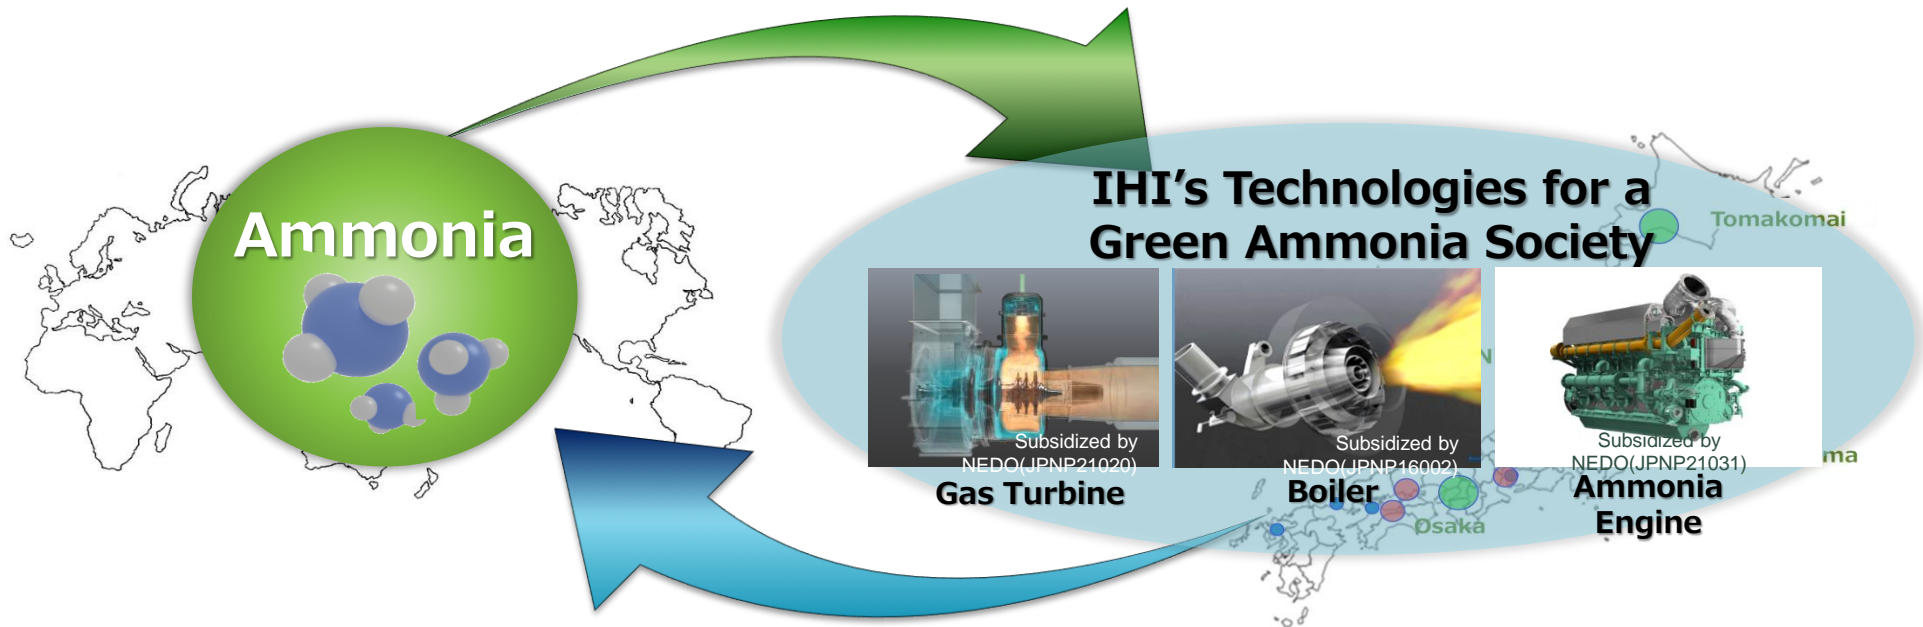 Ammonia
IHI’s Technologies for a
Green Ammonia Society
Tomakomai
Subsidized by
NEDO(JPNP21020)
Gas Turbine
Subsidized by
NEDO(JPNP16002)
Boiler
Subsidized by
NEDO(JPNP21031)
Ammonia
Engine
Osaka